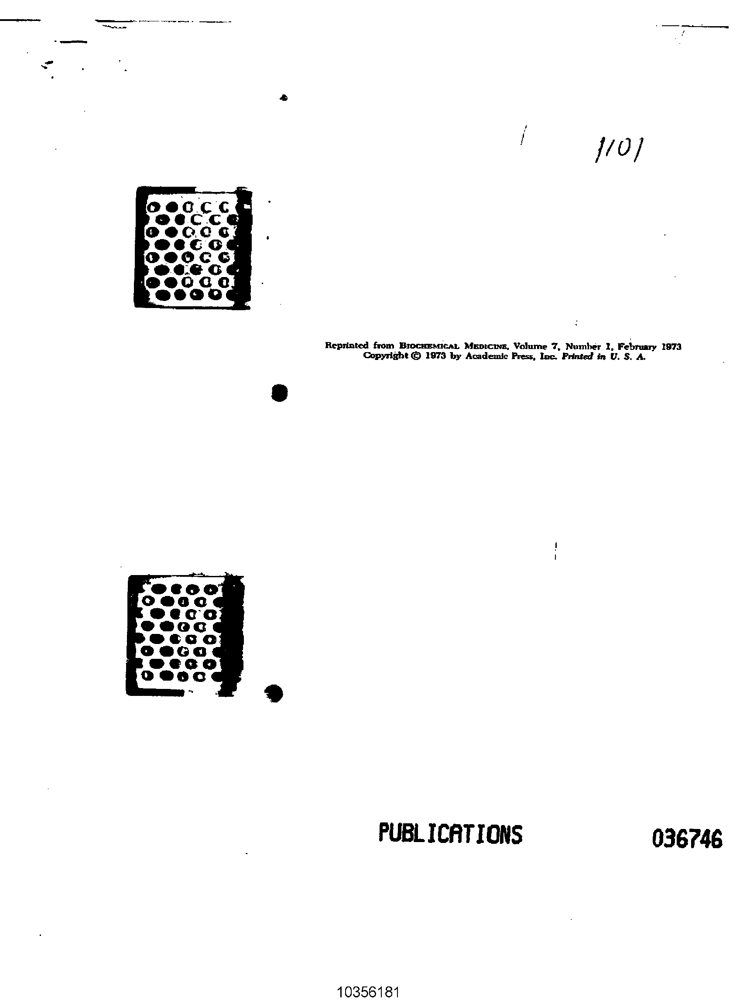 1101
Reprinted from BIOCHEMICAL MEDICINE, Volume 7, Number 1, February 1973
Copyright © 1973 by Academic Press, Inc. Printed in U. S. A.
PUBLICATIONS
036746
10356181